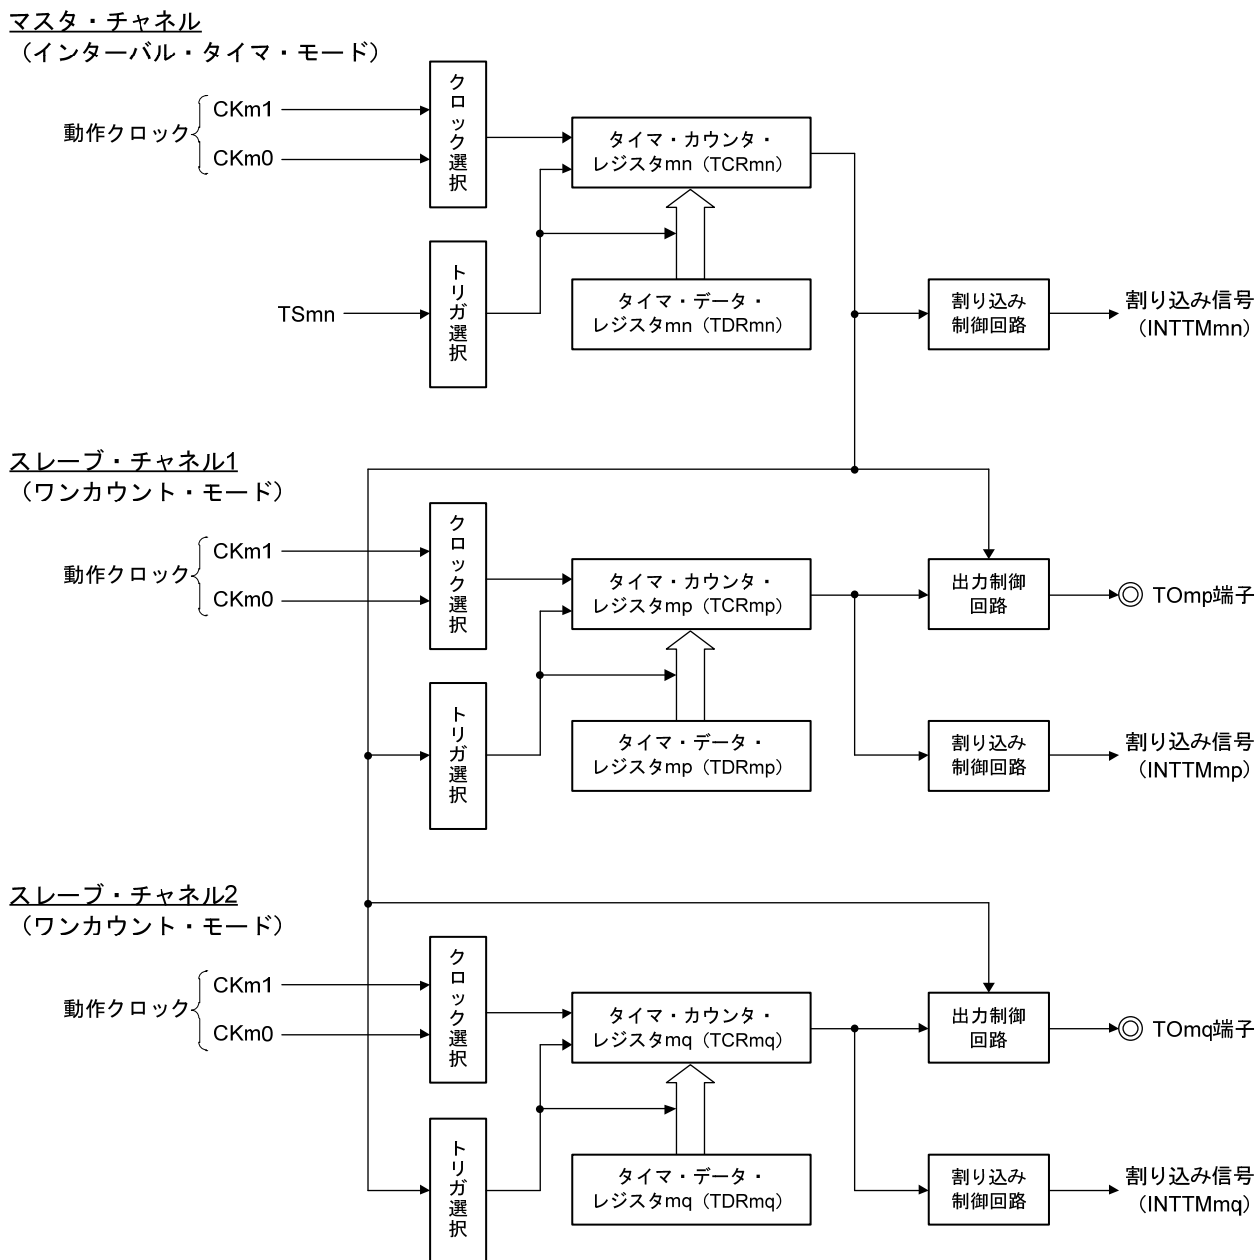 マスタ・チャネル
（インターバル・タイマ・モード）
動作クロック
CKm1
CKm0
クロック選択
タイマ・カウンタ・
レジスタmn（TCRmn）
TSmn
トリガ選択
タイマ・データ・
レジスタmn（TDRmn）
割り込み
制御回路
割り込み信号
（INTTMmn）
スレーブ・チャネル1
（ワンカウント・モード）
動作クロック
CKm1
CKm0
クロック選択
タイマ・カウンタ・
レジスタmp（TCRmp）
出力制御
回路
TOmp端子
トリガ選択
タイマ・データ・
レジスタmp（TDRmp）
割り込み
制御回路
割り込み信号
（INTTMmp）
スレーブ・チャネル2
（ワンカウント・モード）
動作クロック
CKm1
CKm0
クロック選択
タイマ・カウンタ・
レジスタmq（TCRmq）
出力制御
回路
TOmq端子
トリガ選択
タイマ・データ・
レジスタmq（TDRmq）
割り込み
制御回路
割り込み信号
（INTTMmq）